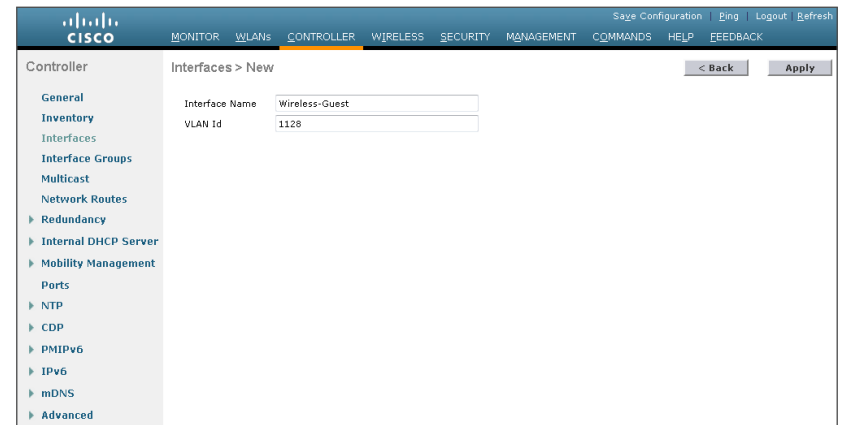 Save Configuration | Ping | Logout | Refresh
CISCO
MONITOR WLANs CONTROLLER WIRELESS SECURITY MANAGEMENT COMMANDS HELP FEEDBACK
Controller
Interfaces > New
< Back
Apply
General
Inventory
Interfaces
Interface Groups
Multicast
Network Routes
Redundancy
Internal DHCP Server
Mobility Management
Ports
NTP
CDP
PMIPv6
IPv6
mDNS
Advanced
Interface Name Wireless-Guest
VLAN Id 1128